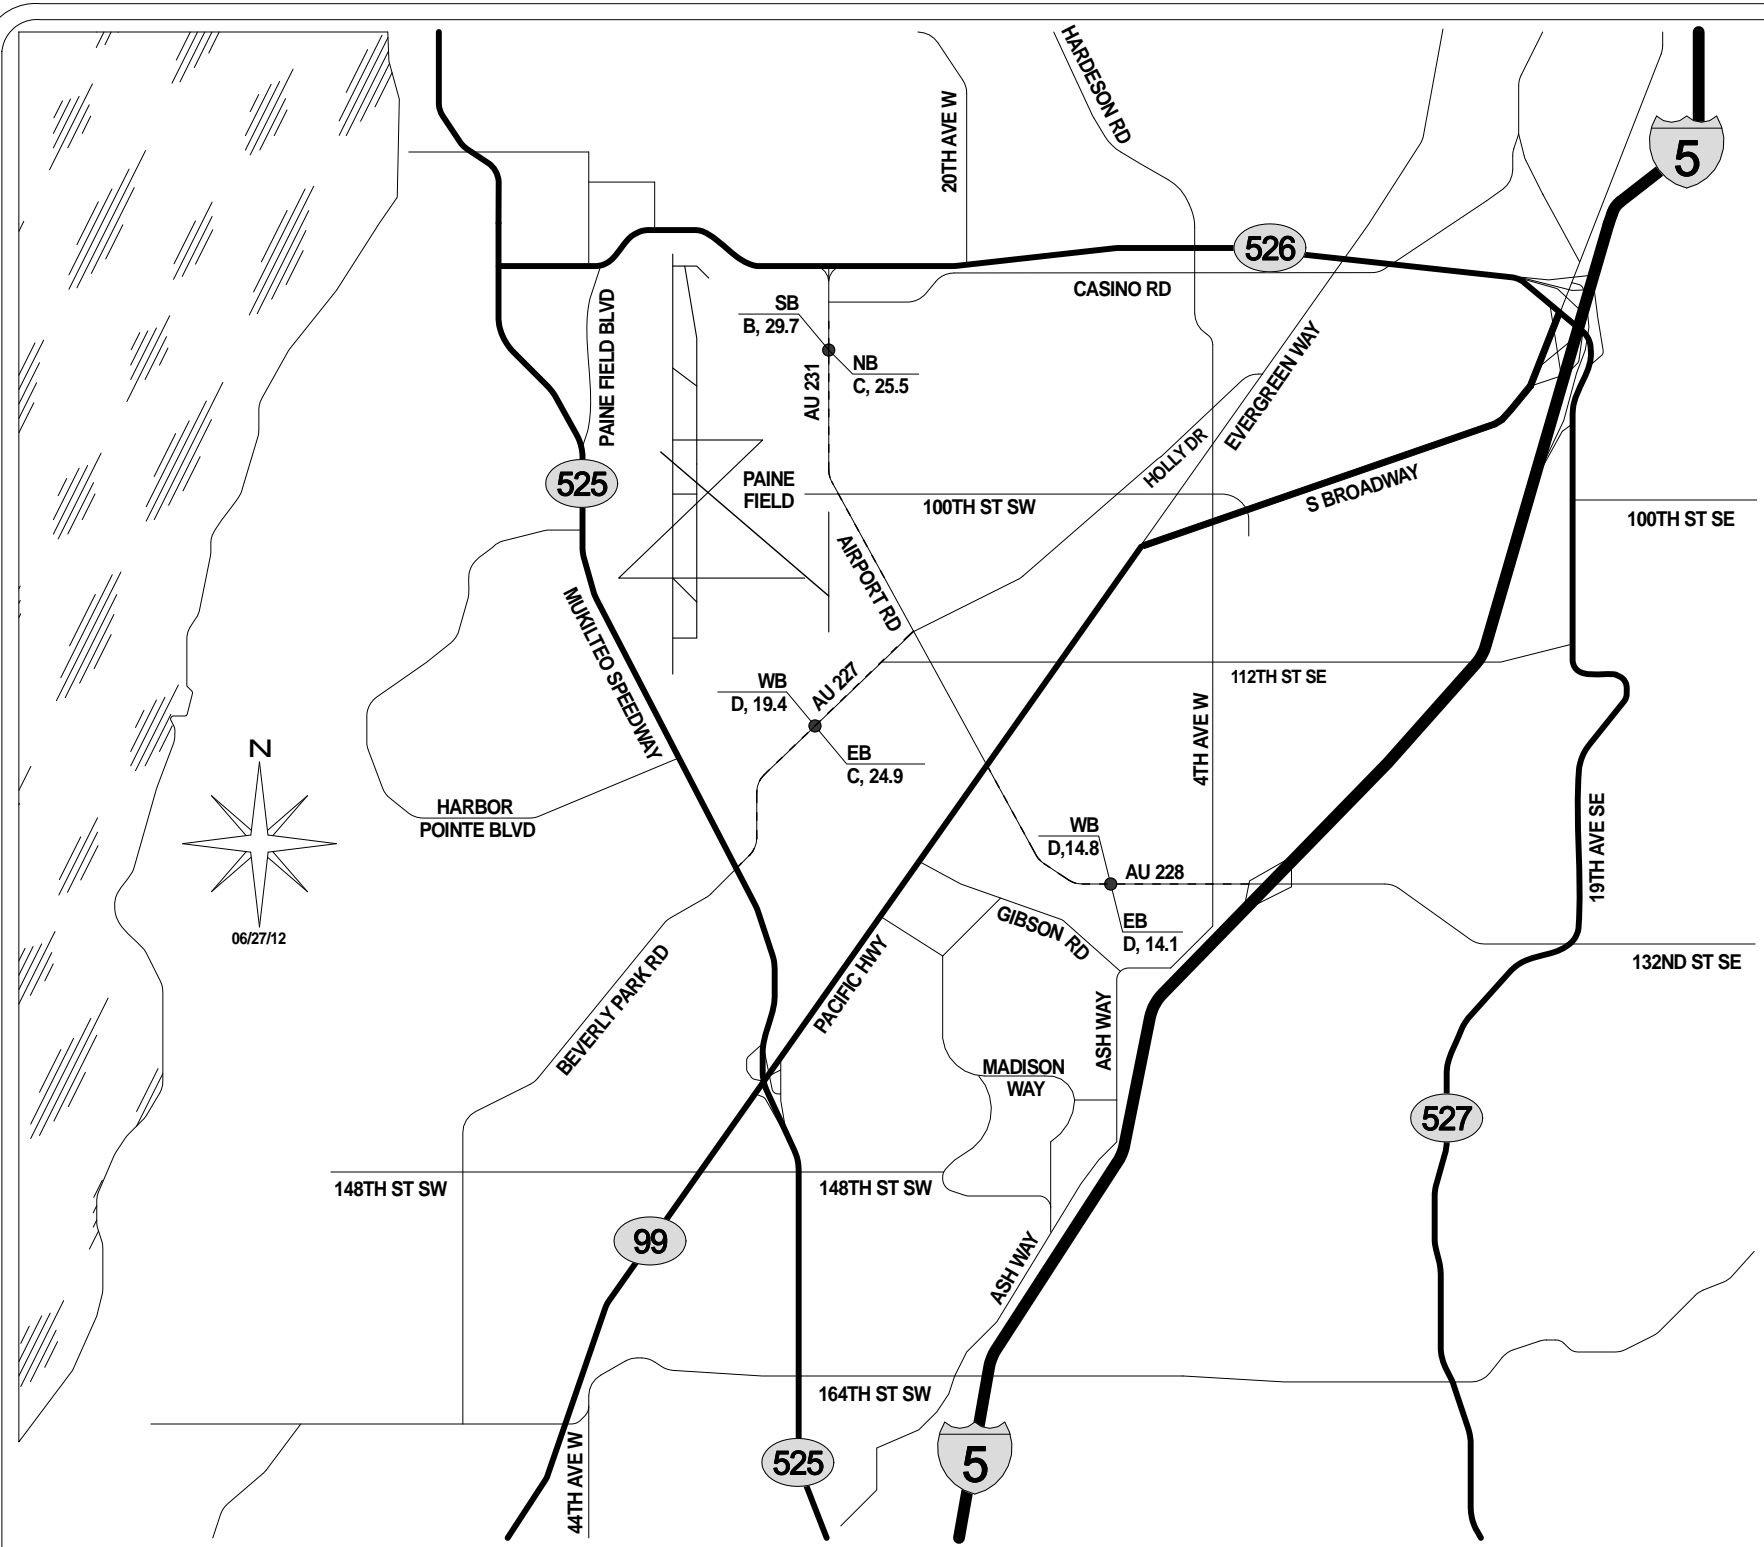 HARDESON RD
20TH AVE W
5
526
CASINO RD
SB
B, 29.7
NB
C, 25.5
AU 231
PAINE FIELD BLVD
EVERGREEN WAY
HOLLY DR
525
PAINE
FIELD
S BROADWAY
100TH ST SW
100TH ST SE
AIRPORT RD
MUKILTEO SPEEDWAY
AU 227
WB
D, 19.4
EB
C, 24.9
112TH ST SE
4TH AVE W
N
06/27/12
HARBOR
POINTE BLVD
WB
D,14.8
AU 228
EB
D, 14.1
19TH AVE SE
GIBSON RD
132ND ST SE
PACIFIC HWY
BEVERLY PARK RD
ASH WAY
MADISON
WAY
527
148TH ST SW
148TH ST SW
99
ASH WAY
164TH ST SW
44TH AVE W
525
5